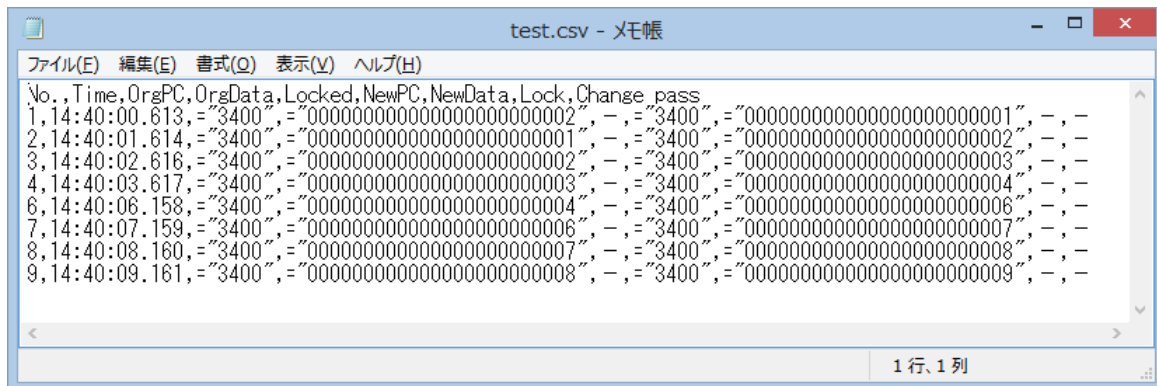 test.csv - メモ帳
ファイル(F) 編集(E) 書式(O) 表示(V) ヘルプ(H)
No.,Time,OrgPC,OrgData,Locked,NewPC,NewData,Lock,Change pass
1,14:40:00.613,="3400",="000000000000000000000002",-,="3400",="000000000000000000000001",-,-
2,14:40:01.614,="3400",="000000000000000000000001",-,="3400",="000000000000000000000002",-,-
3,14:40:02.616,="3400",="000000000000000000000002",-,="3400",="000000000000000000000003",-,-
4,14:40:03.617,="3400",="000000000000000000000003",-,="3400",="000000000000000000000004",-,-
6,14:40:06.158,="3400",="000000000000000000000004",-,="3400",="000000000000000000000006",-,-
7,14:40:07.159,="3400",="000000000000000000000006",-,="3400",="000000000000000000000007",-,-
8,14:40:08.160,="3400",="000000000000000000000007",-,="3400",="000000000000000000000008",-,-
9,14:40:09.161,="3400",="000000000000000000000008",-,="3400",="000000000000000000000009",-,-
1 行、1 列